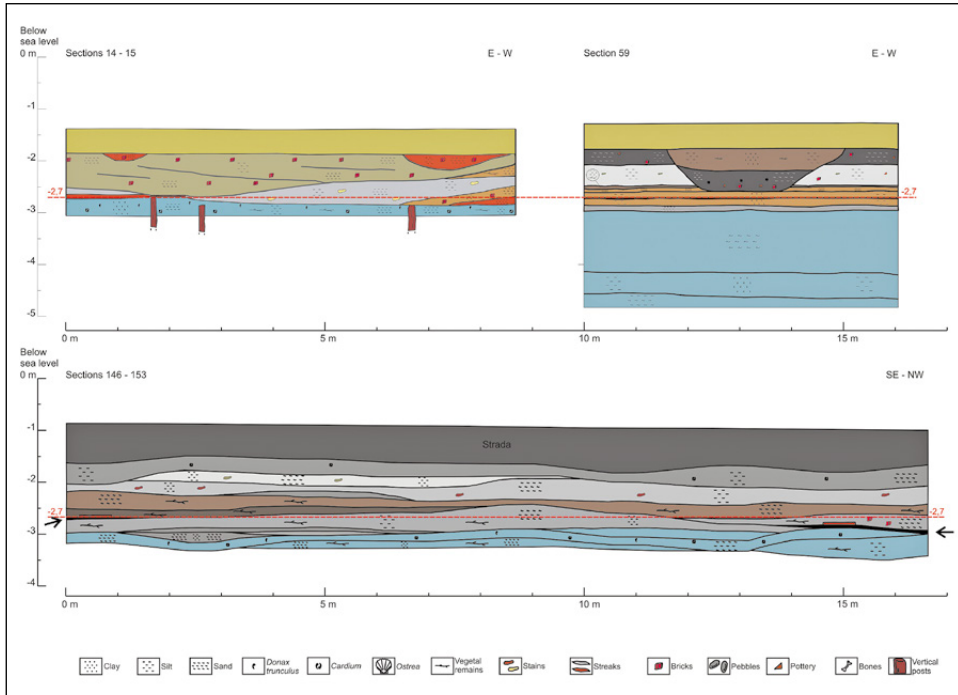 Below
sea level
0 m
Sections 14 - 15
E - W
Section 59
E - W
-1
-2
-2.7
-2.7
-3
-4
-5
0 m
5 m
10 m
15 m
Below
sea level
0 m
Sections 146 - 153
SE - NW
-1
Strada
-2
-2.7
-2.7
-3
-4
0 m
5 m
10 m
15 m
Clay
Silt
Sand
Donax
trunculus
Cardium
Ostrea
Vegetal
remains
Stains
Streaks
Bricks
Pebbles
Pottery
Bones
Vertical
posts